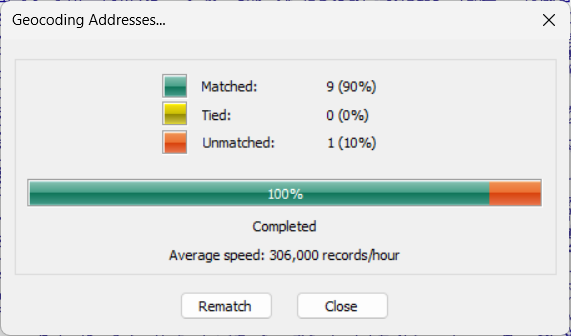 Geocoding Addresses...
Matched: 9 (90%)
Tied: 0 (0%)
Unmatched: 1 (10%)
100%
Completed
Average speed: 306,000 records/hour
Rematch Close